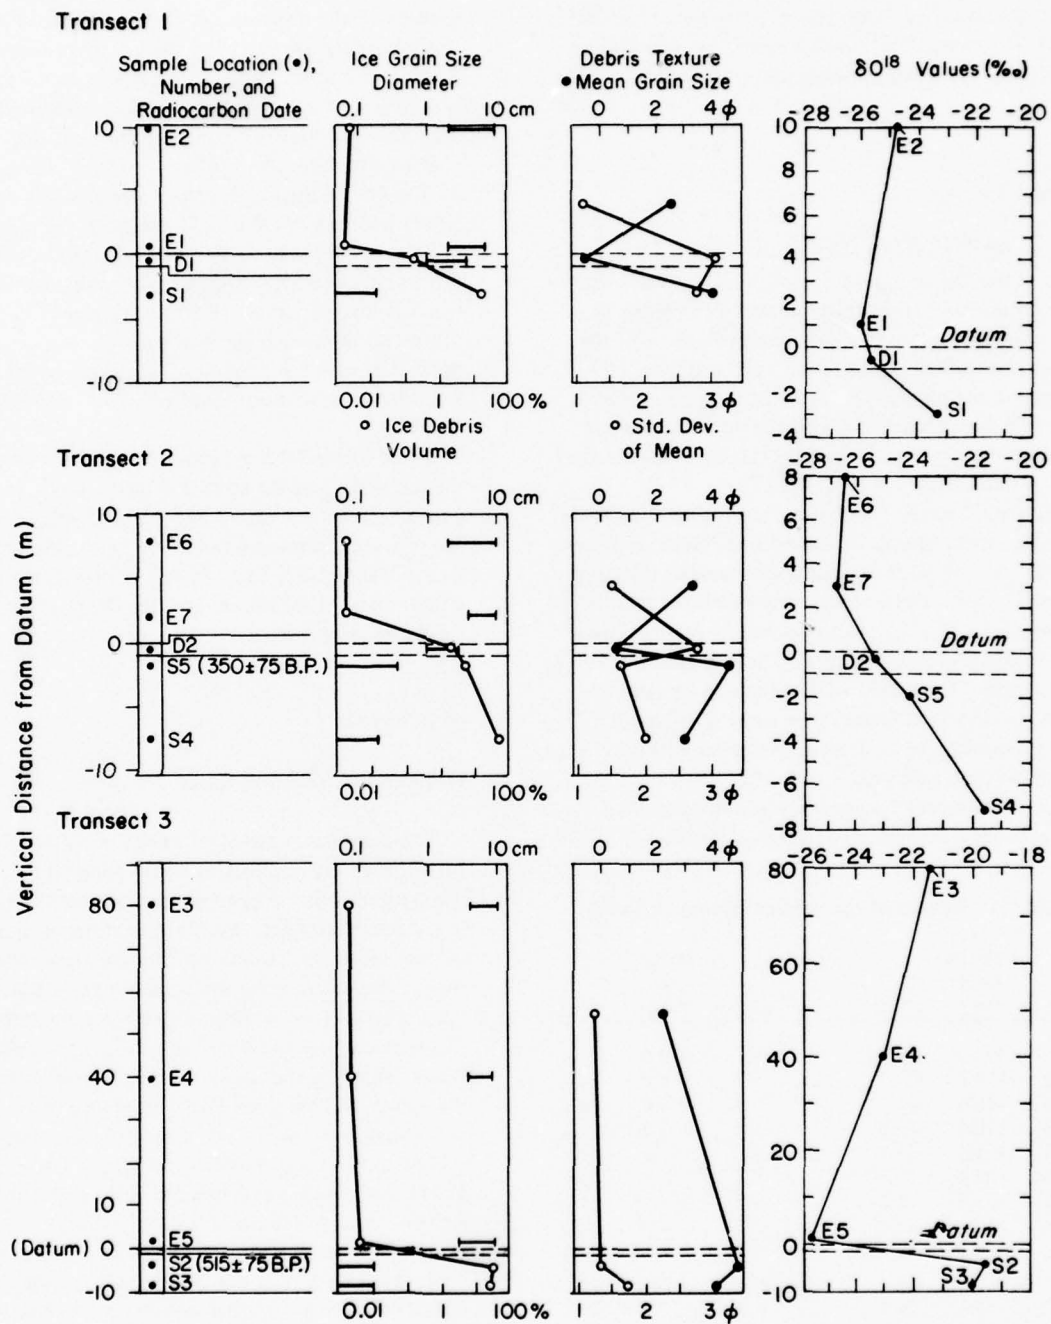 Transect 1
Sample Location (•),
Number, and
Radiocarbon Date
Ice Grain Size
Diameter
0.1 1 10 cm
Debris Texture
● Mean Grain Size
0 2 4 ϕ
δO¹⁸ Values (‰)
-28 -26 -24 -22 -20
10
0
-10
E2
E1
D1
S1
0.01 100 %
○ Ice Debris
Volume
1 2 3 ϕ
○ Std. Dev.
of Mean
10
8
6
4
2
0
-2
-4
E2
E1
Datum
D1
S1
Vertical Distance from Datum (m)
Transect 2
0.1 1 10 cm
0 2 4 ϕ
-28 -26 -24 -22 -20
10
0
-10
E6
E7
D2
S5 (350±75 B.P.)
S4
0.01 100 %
1 2 3 ϕ
8
6
4
2
0
-2
-4
-6
-8
E6
E7
Datum
D2
S5
S4
Transect 3
0.1 1 10 cm
0 2 4 ϕ
-26 -24 -22 -20 -18
80
40
10
(Datum) 0
-10
E3
E4
E5
S2 (515±75 B.P.)
S3
0.01 100 %
1 2 3 ϕ
80
60
40
20
0
-10
E3
E4
E5
Datum
S2
S3